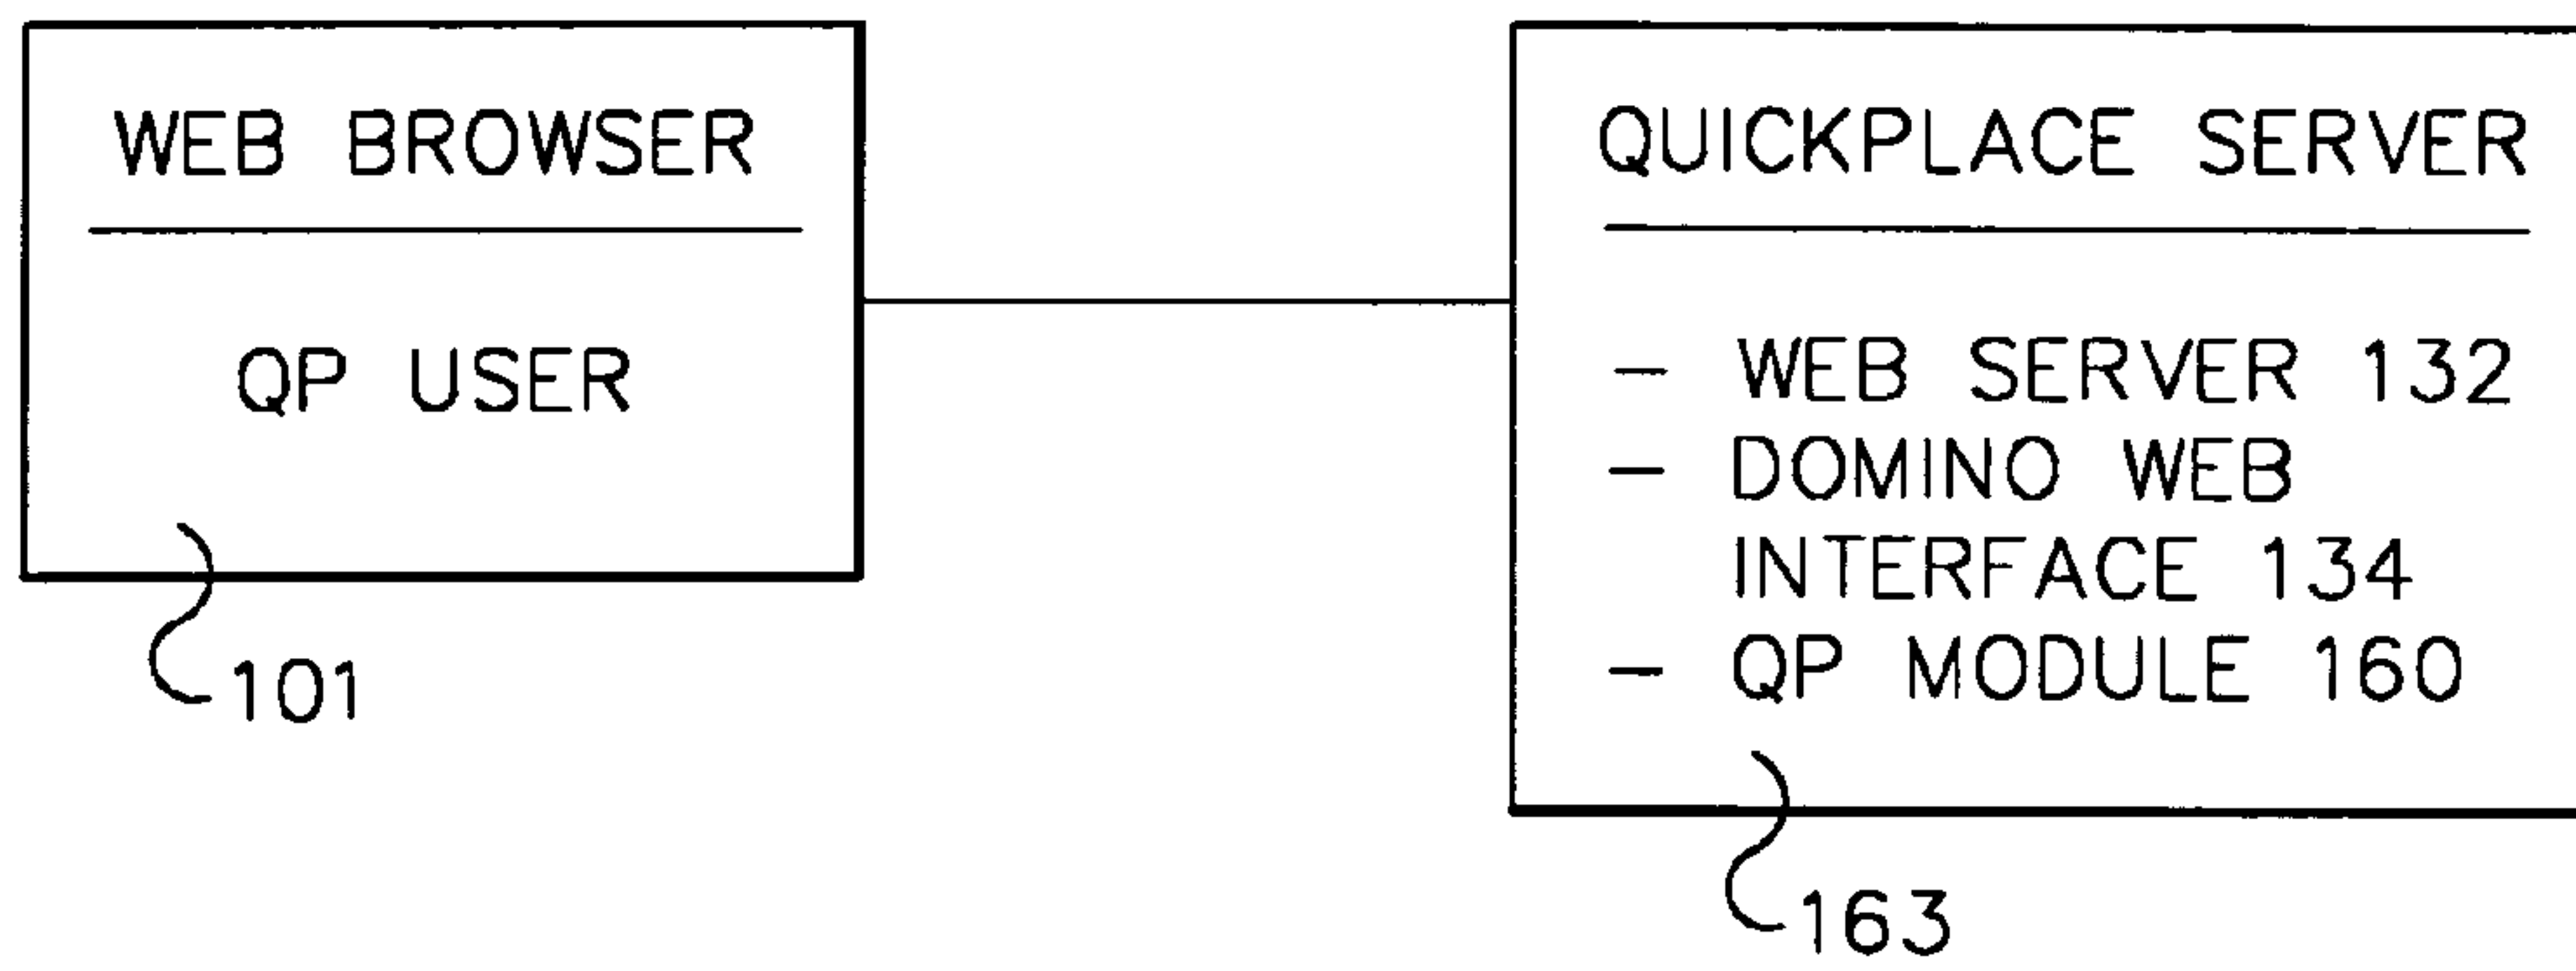 WEB BROWSER
QP USER
101
QUICKPLACE SERVER
- WEB SERVER 132
- DOMINO WEB
INTERFACE 134
- QP MODULE 160
163